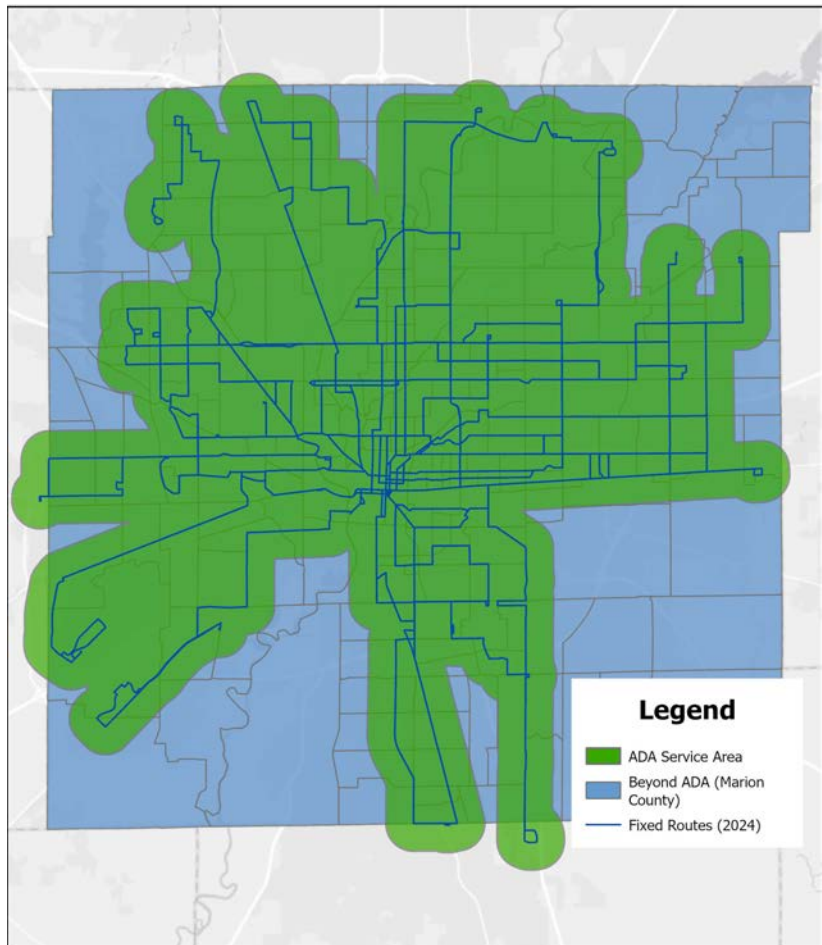 Legend
ADA Service Area
Beyond ADA (Marion
County)
Fixed Routes (2024)